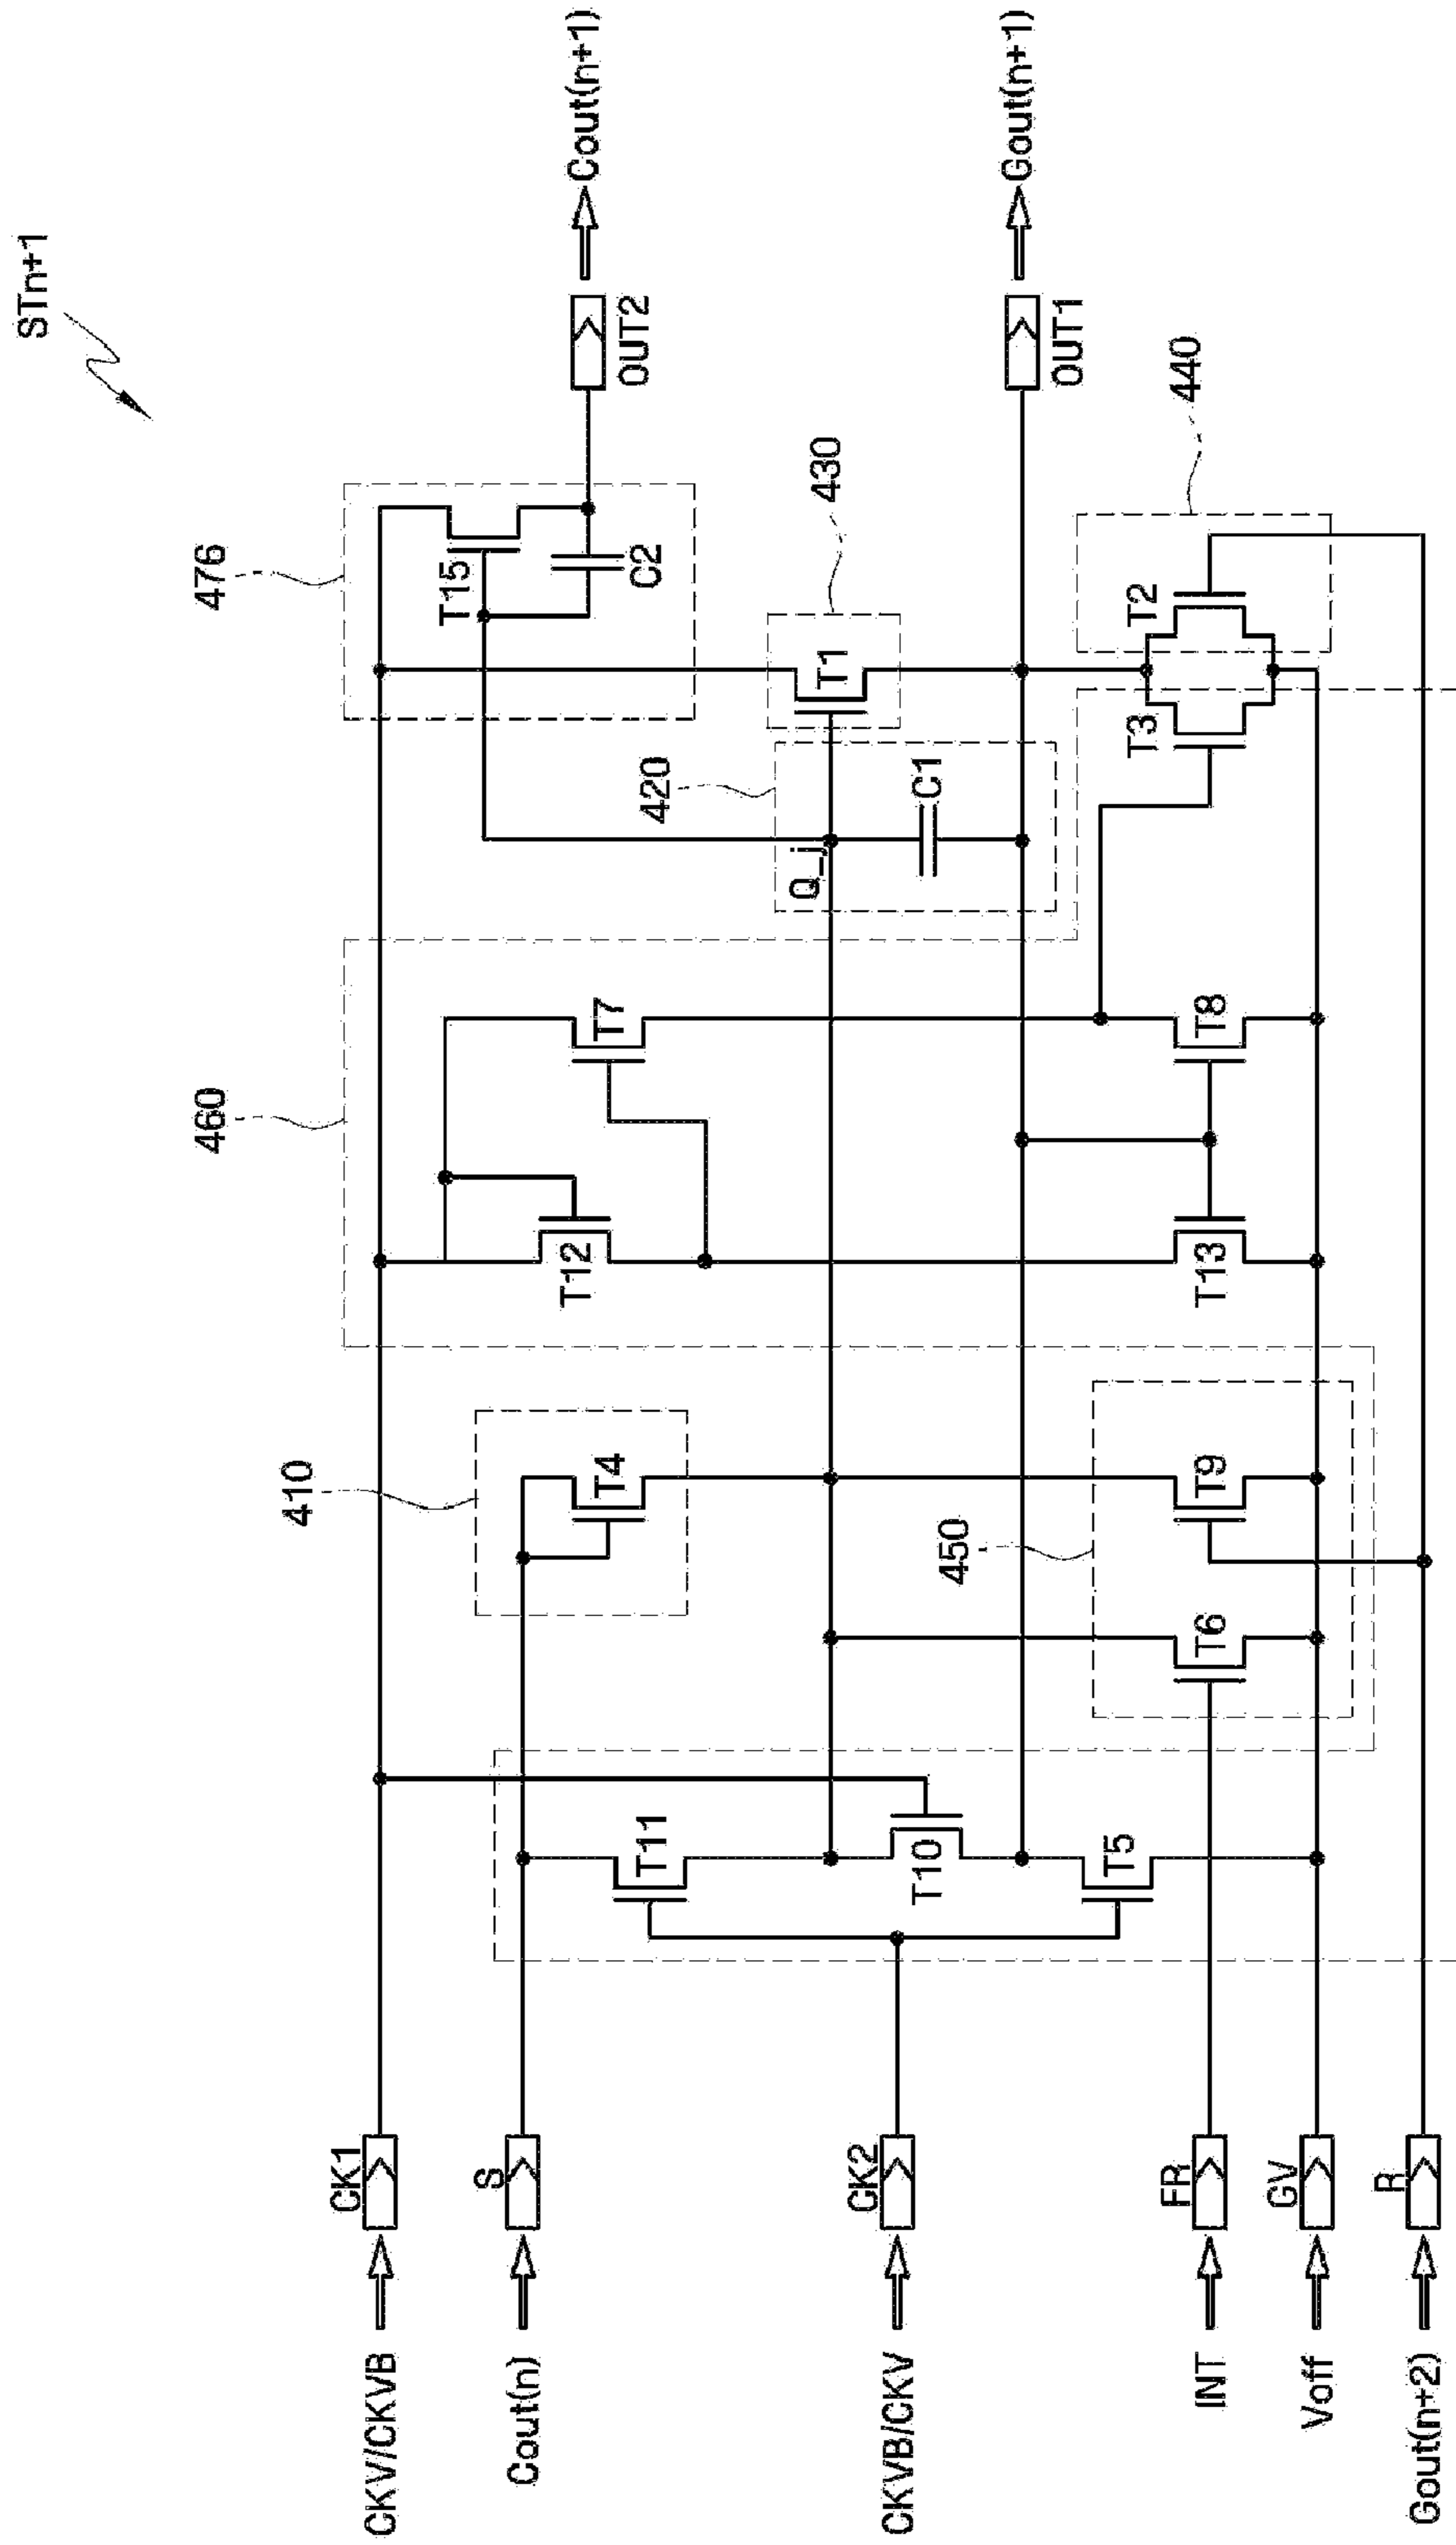 STn+1
476
460
410
CKV/CKVB
CK1
T12
T7
T15
C2
OUT2
Cout(n+1)
Cout(n)
S
T11
T4
420
430
Q_j
T1
CKVB/CKV
CK2
T10
C1
450
T5
OUT1
Gout(n+1)
INT
FR
T6
T9
T13
T8
T3
T2
440
Voff
GV
Gout(n+2)
R